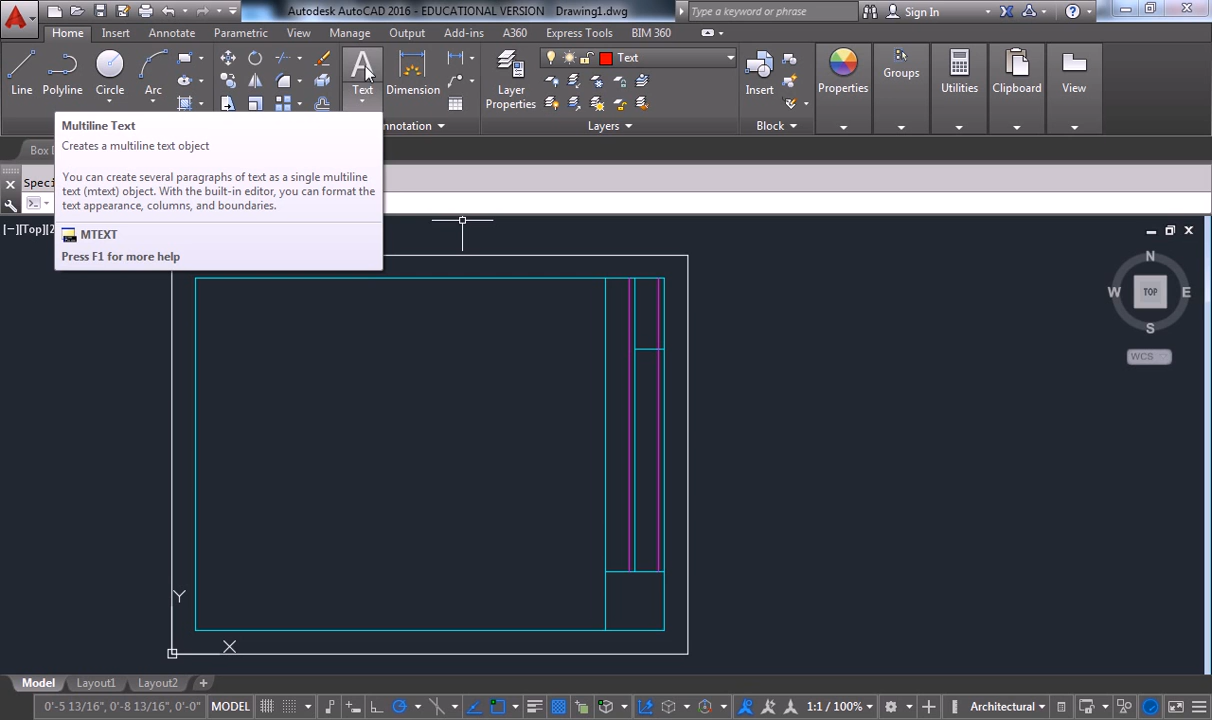 Autodesk AutoCAD 2016 - EDUCATIONAL VERSION Drawing1.dwg
Type a keyword or phrase
Sign In
Home Insert Annotate Parametric View Manage Output Add-ins A360 Express Tools BIM 360
Line
Polyline
Circle
Arc
Text
Dimension
Layer Properties
Text
Insert
Properties
Groups
Utilities
Clipboard
View
Layers
Block
Multiline Text
Creates a multiline text object
You can create several paragraphs of text as a single multiline
text (mtext) object. With the built-in editor, you can format the
text appearance, columns, and boundaries.
MTEXT
Press F1 for more help
[−][Top]
N
W TOP E
S
WCS
Y
X
Model Layout1 Layout2 +
0'-5 13/16", 0'-8 13/16", 0'-0" MODEL 1:1 / 100% Architectural